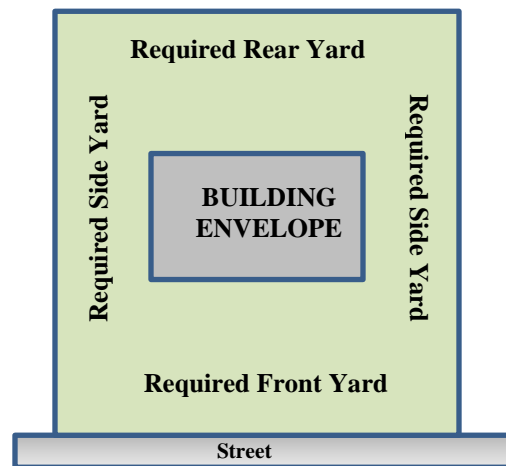 Required Rear Yard
Required Side Yard
Required Side Yard
BUILDING
ENVELOPE
Required Front Yard
Street